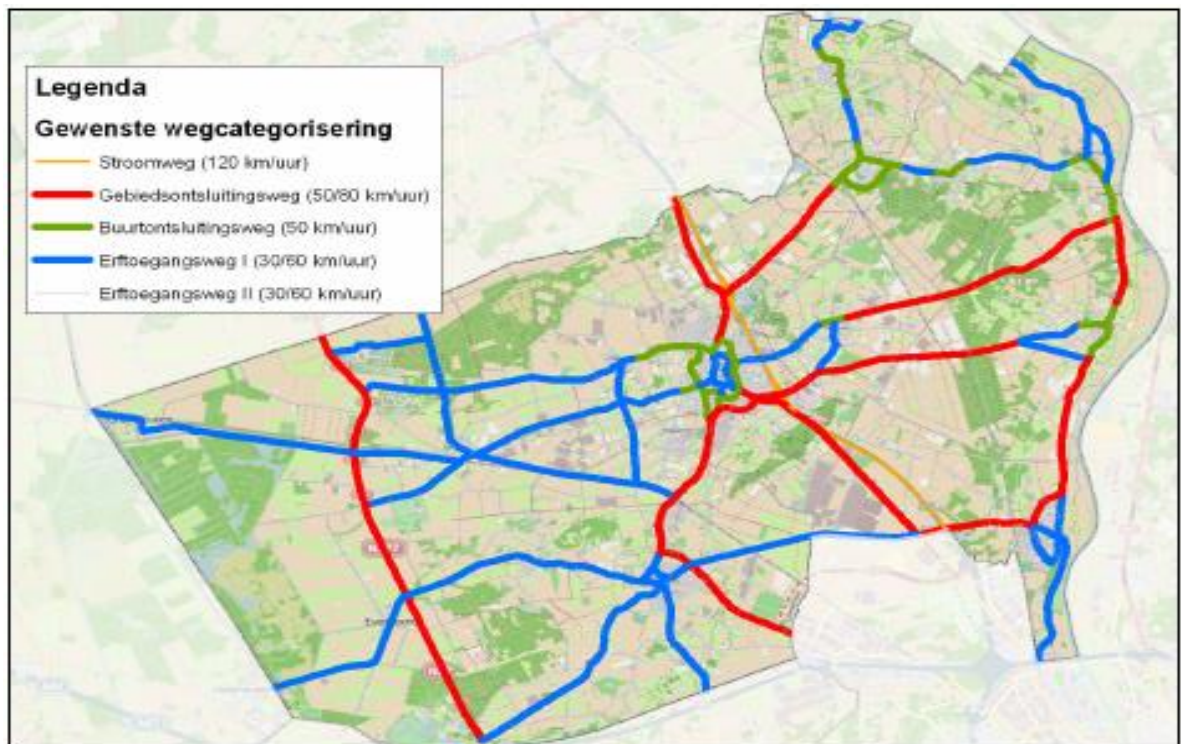 Legenda
Gewenste wegcategorisering
Stroomweg (120 km/uur)
Gebiedsontsluitingsweg (50/80 km/uur)
Buurtontsluitingsweg (50 km/uur)
Erftoegangsweg I (30/60 km/uur)
Erftoegangsweg II (30/60 km/uur)